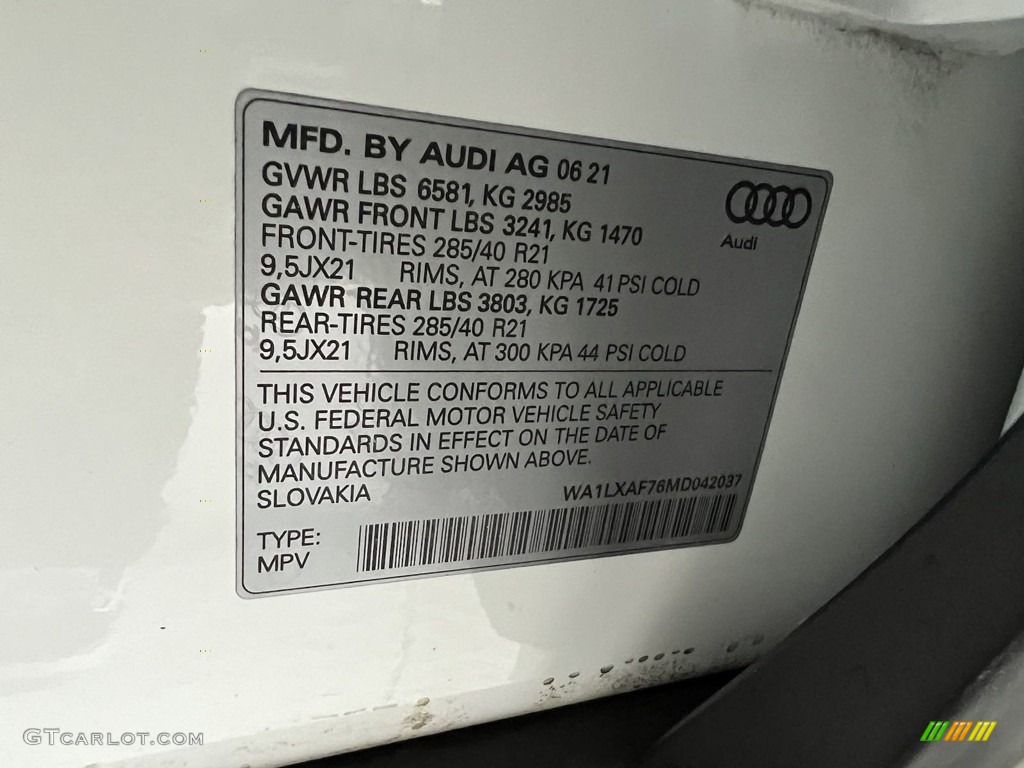 MFD. BY AUDI AG 06 21
GVWR LBS 6581, KG 2985
GAWR FRONT LBS 3241, KG 1470
FRONT-TIRES 285/40 R21
9,5JX21 RIMS, AT 280 KPA 41 PSI COLD
GAWR REAR LBS 3803, KG 1725
REAR-TIRES 285/40 R21
9,5JX21 RIMS, AT 300 KPA 44 PSI COLD
Audi
THIS VEHICLE CONFORMS TO ALL APPLICABLE
U.S. FEDERAL MOTOR VEHICLE SAFETY
STANDARDS IN EFFECT ON THE DATE OF
MANUFACTURE SHOWN ABOVE.
SLOVAKIA WA1LXAF76MD042037
TYPE:
MPV
GTCARLOT.COM